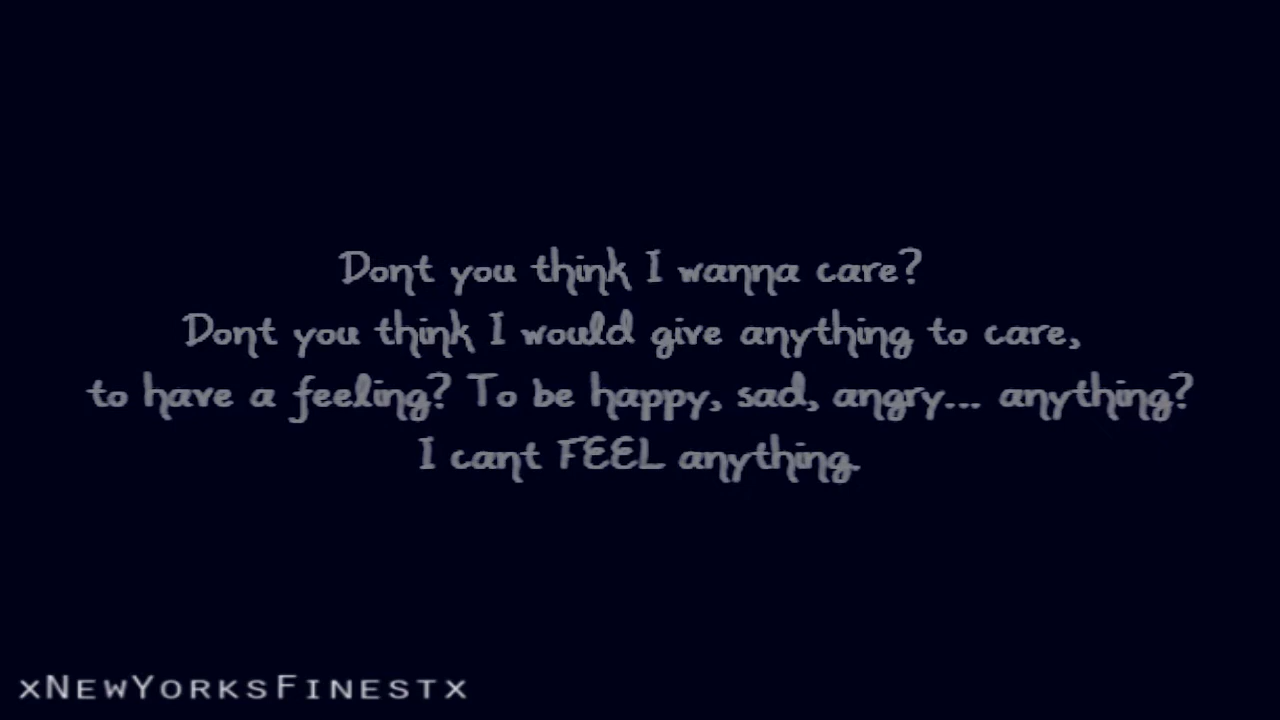 Dont you think I wanna care?
Dont you think I would give anything to care,
to have a feeling? To be happy, sad, angry... anything?
I cant FEEL anything.
xNewYorksFinestx